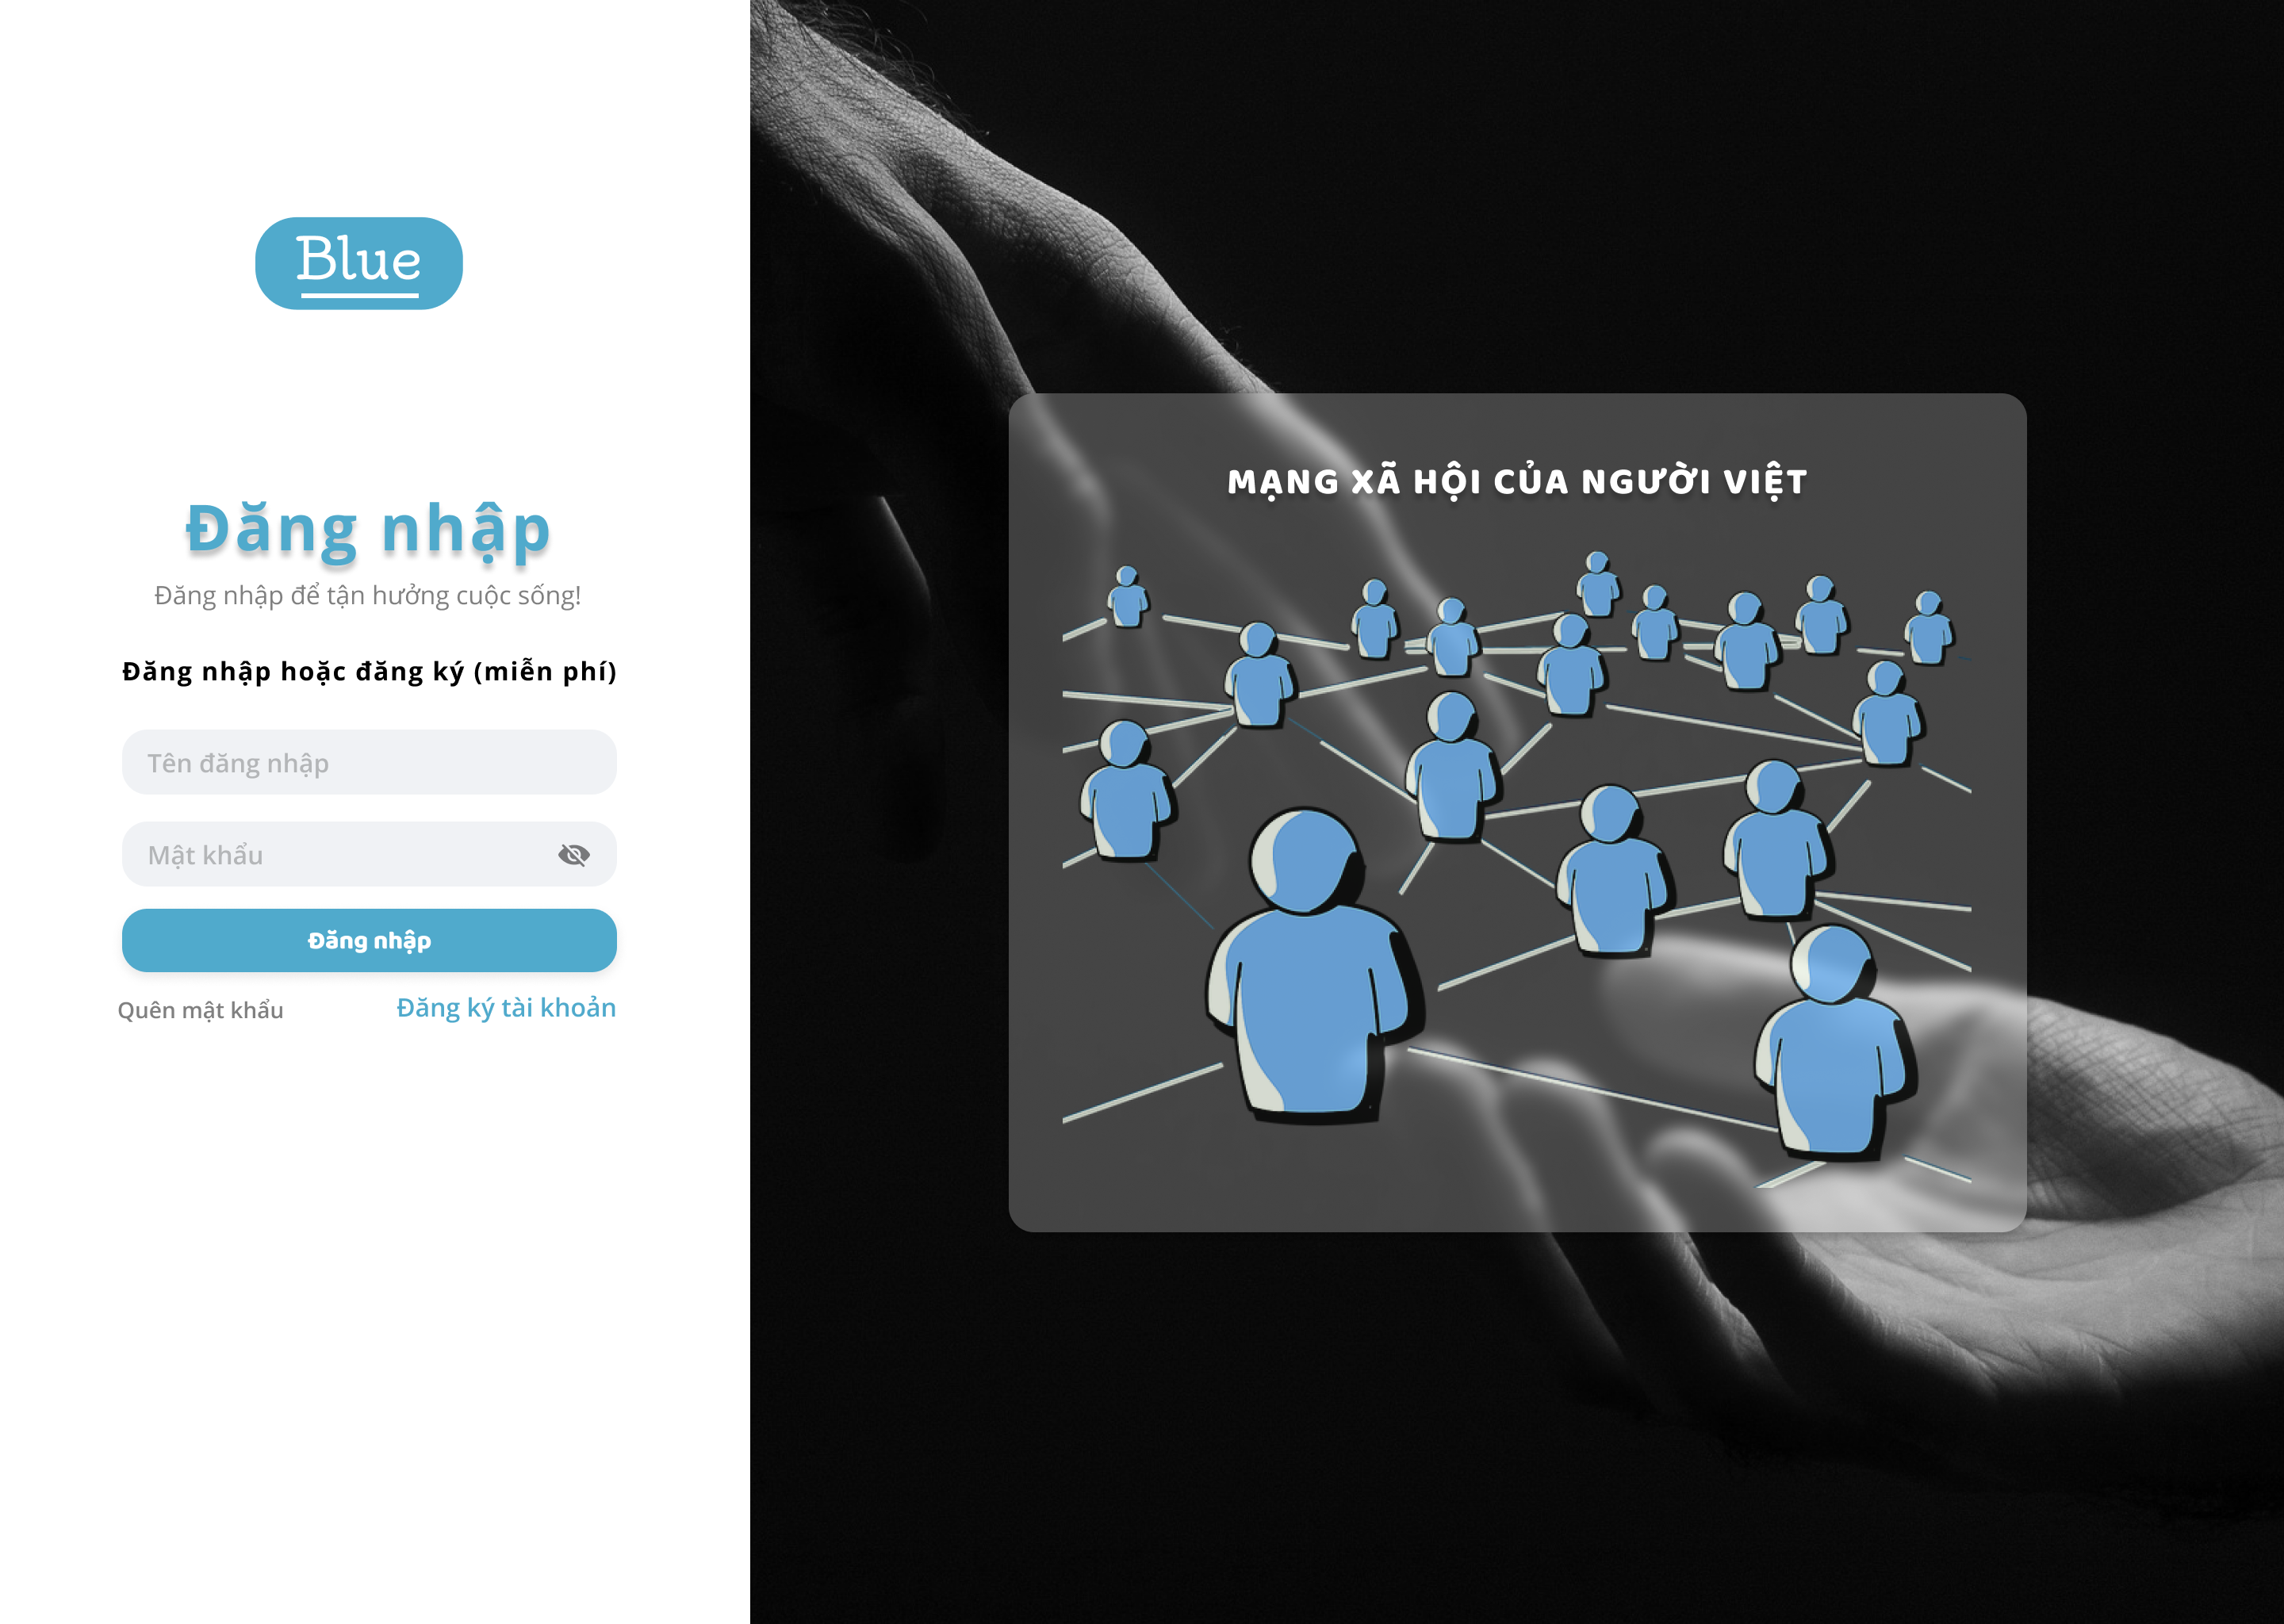 Blue
Đăng nhập
Đăng nhập để tận hưởng cuộc sống!
Đăng nhập hoặc đăng ký (miễn phí)
Tên đăng nhập
Mật khẩu
Đăng nhập
Quên mật khẩu
Đăng ký tài khoản
MẠNG XÃ HỘI CỦA NGƯỜI VIỆT